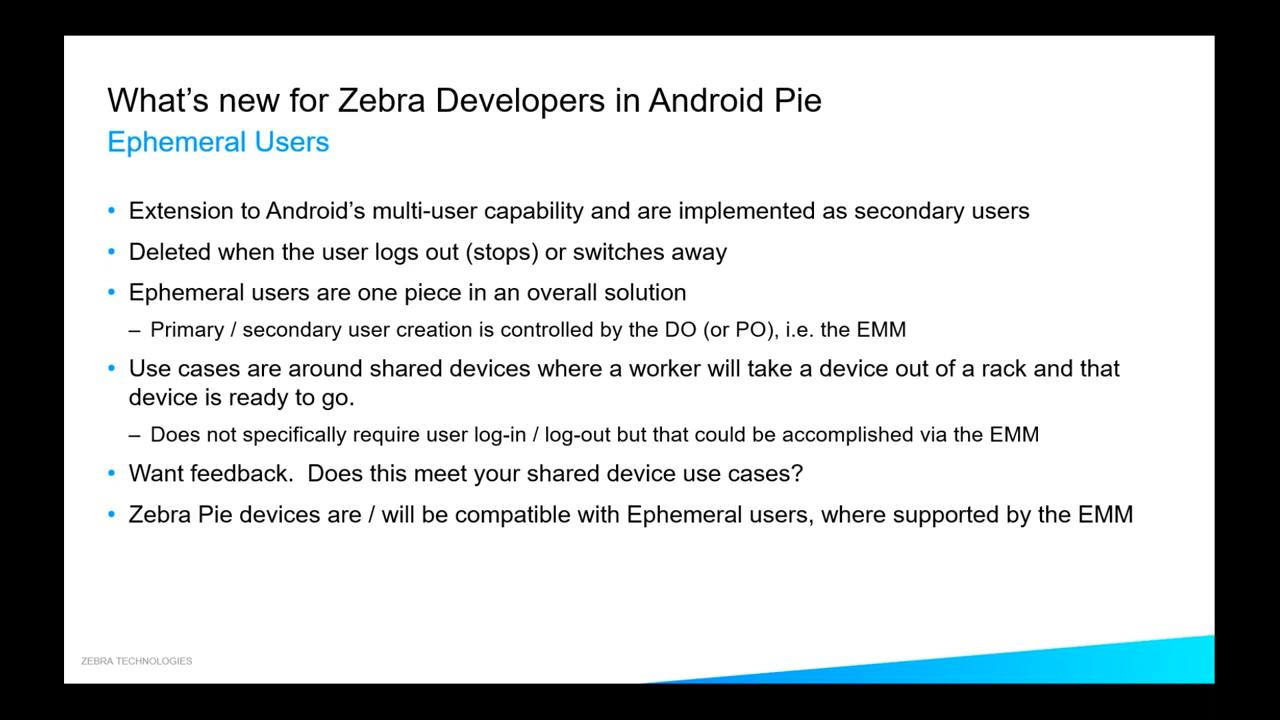 What's new for Zebra Developers in Android Pie
Ephemeral Users
• Extension to Android's multi-user capability and are implemented as secondary users
• Deleted when the user logs out (stops) or switches away
• Ephemeral users are one piece in an overall solution
– Primary / secondary user creation is controlled by the DO (or PO), i.e. the EMM
• Use cases are around shared devices where a worker will take a device out of a rack and that
device is ready to go.
– Does not specifically require user log-in / log-out but that could be accomplished via the EMM
• Want feedback.  Does this meet your shared device use cases?
• Zebra Pie devices are / will be compatible with Ephemeral users, where supported by the EMM
ZEBRA TECHNOLOGIES